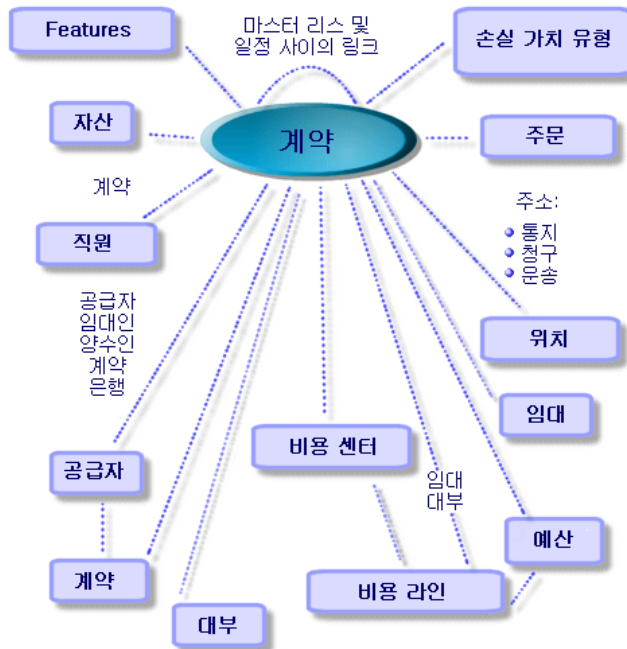 Features
마스터 리스 및
일정 사이의 링크
손실 가치 유형
자산
계약
주문
계약
직원
주소:
통지
청구
운송
공급자
임대인
양수인
계약
은행
위치
임대
비용 센터
공급자
임대
대부
예산
계약
비용 라인
대부